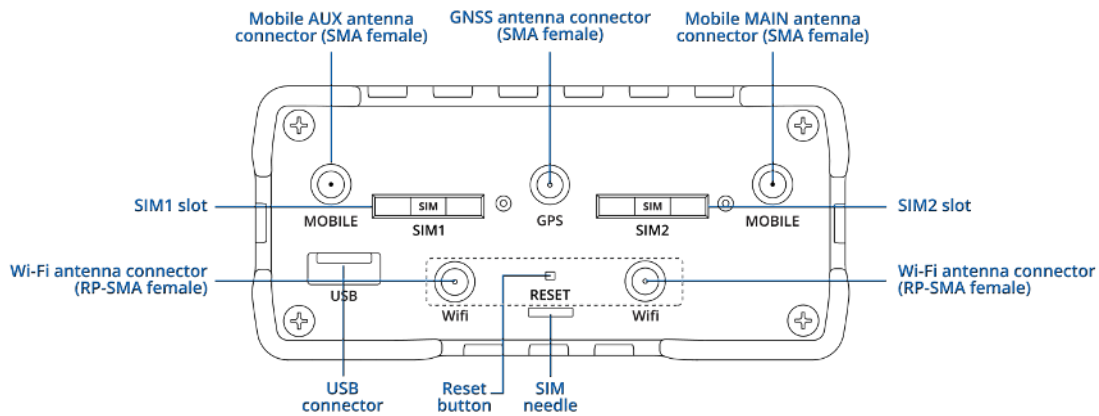 Mobile AUX antenna
connector (SMA female)
GNSS antenna connector
(SMA female)
Mobile MAIN antenna
connector (SMA female)
SIM1 slot
MOBILE
SIM
SIM1
GPS
SIM
SIM2
MOBILE
SIM2 slot
Wi-Fi antenna connector
(RP-SMA female)
USB
Wifi
RESET
Wifi
Wi-Fi antenna connector
(RP-SMA female)
USB
connector
Reset
button
SIM
needle